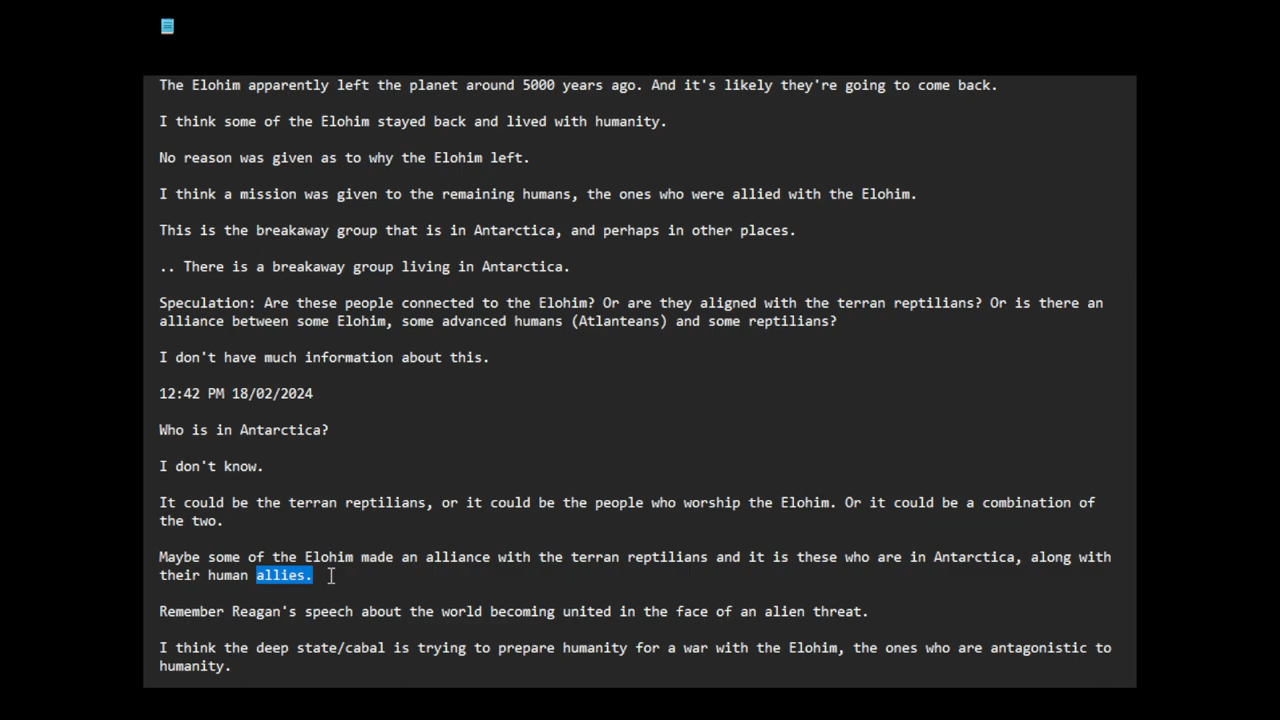 The Elohim apparently left the planet around 5000 years ago. And it's likely they're going to come back.
I think some of the Elohim stayed back and lived with humanity.
No reason was given as to why the Elohim left.
I think a mission was given to the remaining humans, the ones who were allied with the Elohim.
This is the breakaway group that is in Antarctica, and perhaps in other places.
.. There is a breakaway group living in Antarctica.
Speculation: Are these people connected to the Elohim? Or are they aligned with the terran reptilians? Or is there an
alliance between some Elohim, some advanced humans (Atlanteans) and some reptilians?
I don't have much information about this.
12:42 PM 18/02/2024
Who is in Antarctica?
I don't know.
It could be the terran reptilians, or it could be the people who worship the Elohim. Or it could be a combination of
the two.
Maybe some of the Elohim made an alliance with the terran reptilians and it is these who are in Antarctica, along with
their human allies.
Remember Reagan's speech about the world becoming united in the face of an alien threat.
I think the deep state/cabal is trying to prepare humanity for a war with the Elohim, the ones who are antagonistic to
humanity.